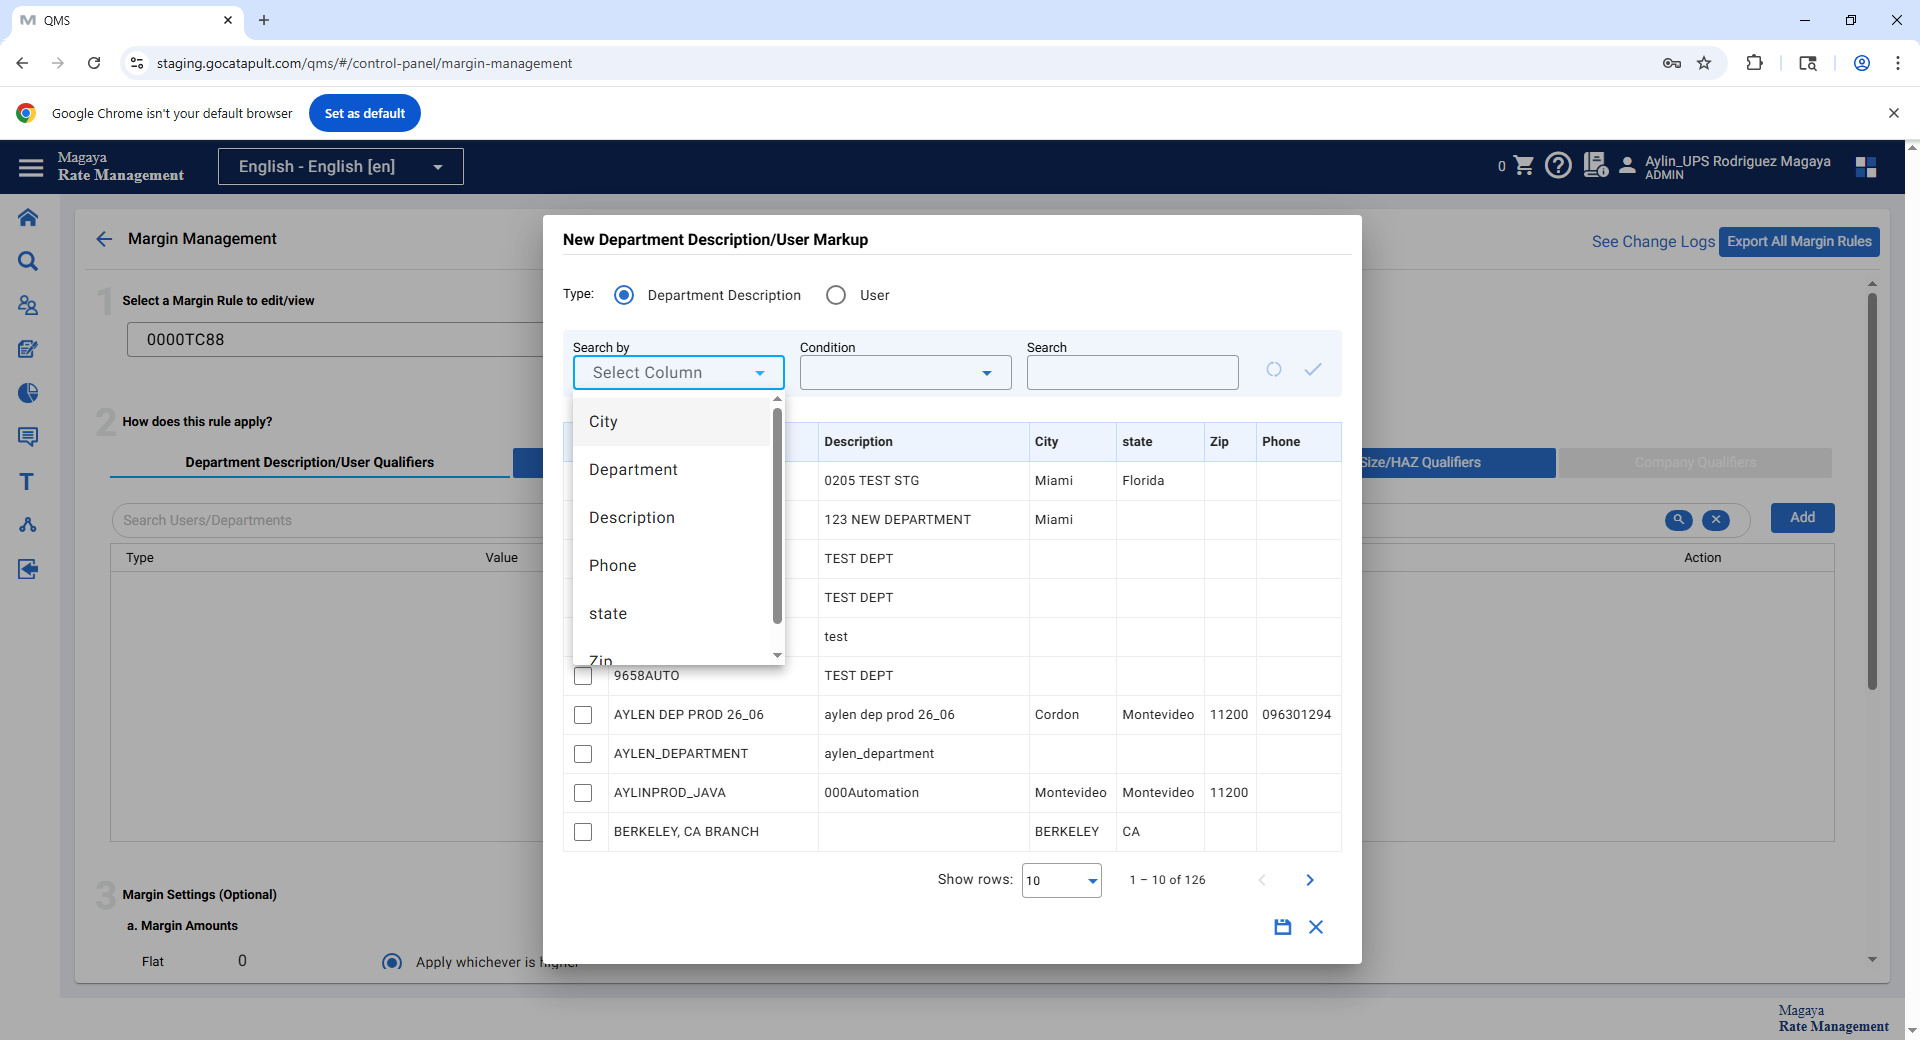 QMS
staging.gocatapult.com/qms/#/control-panel/margin-management
Google Chrome isn't your default browser
Set as default
Magaya
Rate Management
English - English [en]
0
Aylin_UPS Rodriguez Magaya
ADMIN
Margin Management
See Change Logs
Export All Margin Rules
1
Select a Margin Rule to edit/view
0000TC88
2
How does this rule apply?
Department Description/User Qualifiers
Size/HAZ Qualifiers
Company Qualifiers
Search Users/Departments
Add
Type
Value
Action
3
Margin Settings (Optional)
a. Margin Amounts
Flat
0
Apply whichever is higher
New Department Description/User Markup
Type:
Department Description
User
Search by
Condition
Search
Select Column
City
Department
Description
Phone
state
Zip
Description
City
state
Zip
Phone
0205 TEST STG
Miami
Florida
123 NEW DEPARTMENT
Miami
TEST DEPT
TEST DEPT
test
9658AUTO
TEST DEPT
AYLEN DEP PROD 26_06
aylen dep prod 26_06
Cordon
Montevideo
11200
096301294
AYLEN_DEPARTMENT
aylen_department
AYLINPROD_JAVA
000Automation
Montevideo
Montevideo
11200
BERKELEY, CA BRANCH
BERKELEY
CA
Show rows:
10
1 – 10 of 126
Magaya
Rate Management